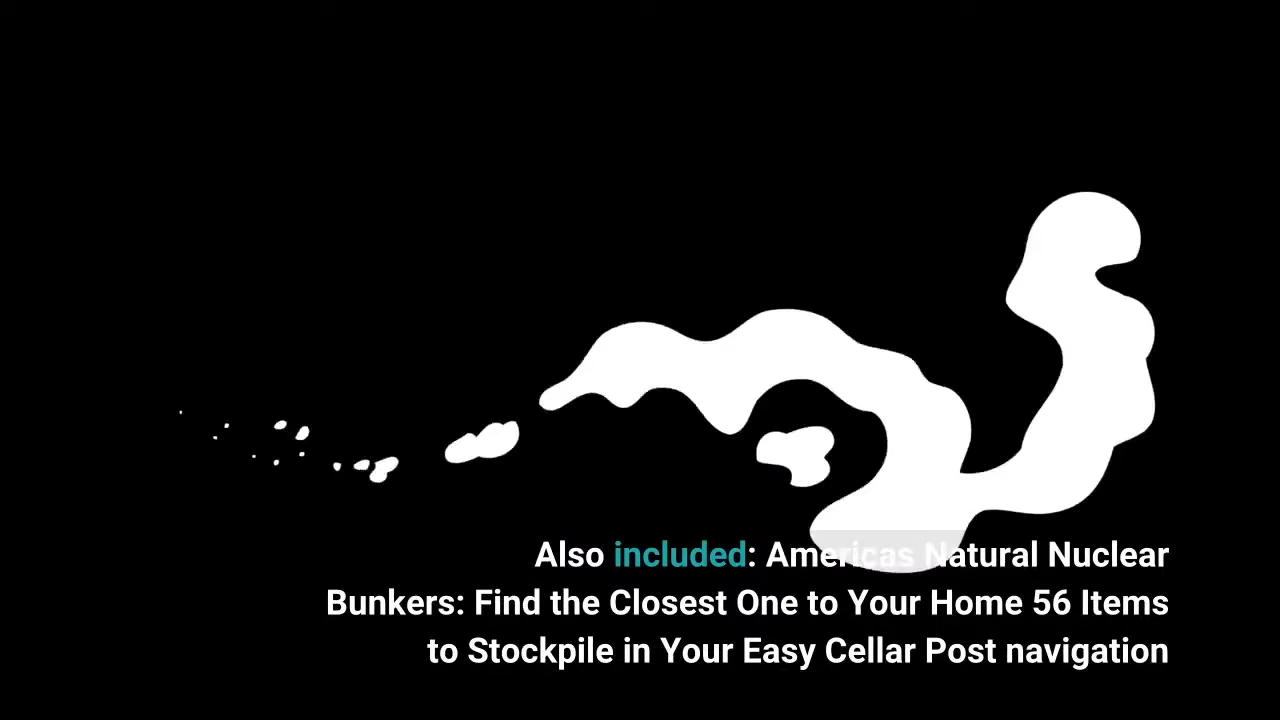 Also included: Americas Natural Nuclear
Bunkers: Find the Closest One to Your Home 56 Items
to Stockpile in Your Easy Cellar Post navigation